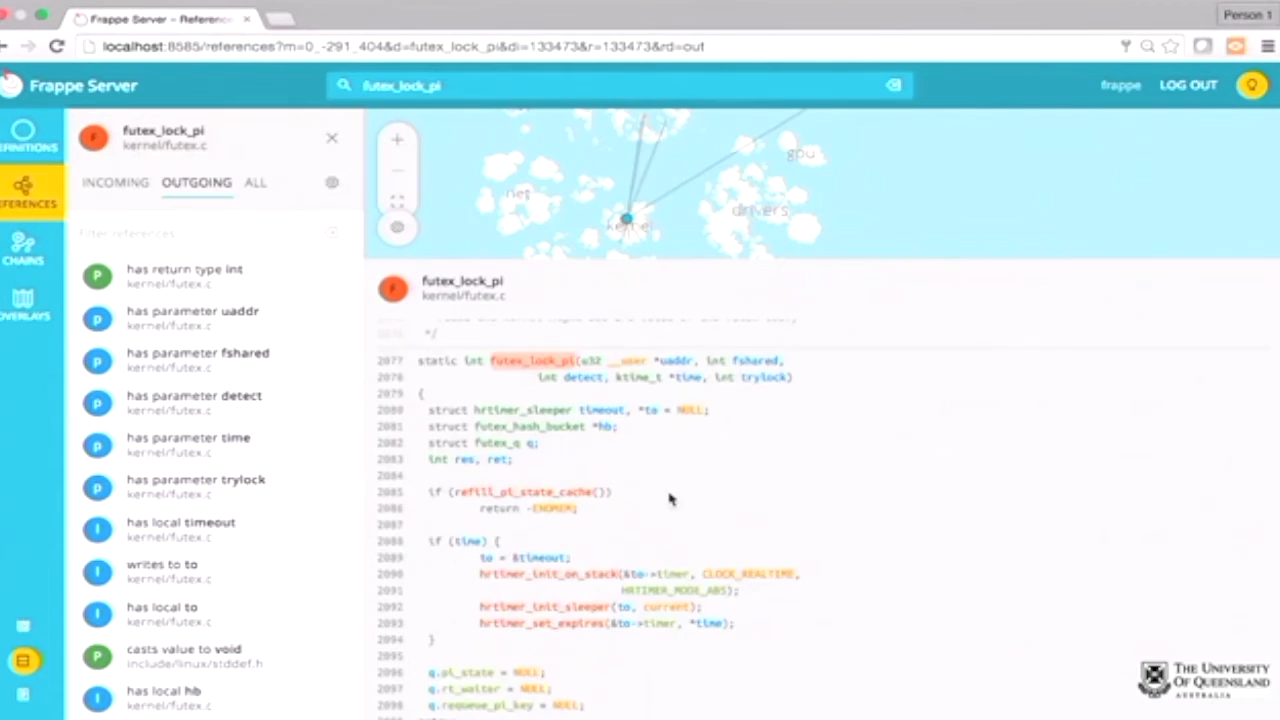 Frappe Server - Referenc
Person 1
localhost:8585/references?m=0_-291_404&d=futex_lock_pi&di=133473&r=133473&rd=out
Frappe Server
futex_lock_pi
frappe
LOG OUT
EFINITIONS
EFERENCES
CHAINS
OVERLAYS
F
futex_lock_pi
kernel/futex.c
INCOMING OUTGOING ALL
Filter references
P
has return type int
kernel/futex.c
p
has parameter uaddr
kernel/futex.c
p
has parameter fshared
kernel/futex.c
p
has parameter detect
kernel/futex.c
p
has parameter time
kernel/futex.c
p
has parameter trylock
kernel/futex.c
l
has local timeout
kernel/futex.c
l
writes to to
kernel/futex.c
l
has local to
kernel/futex.c
P
casts value to void
include/linux/stddef.h
l
has local hb
kernel/futex.c
net
kernel
drivers
gpu
F
futex_lock_pi
kernel/futex.c
*/
2077 static int futex_lock_pi(u32 __user *uaddr, int fshared,
2078 int detect, ktime_t *time, int trylock)
2079 {
2080 struct hrtimer_sleeper timeout, *to = NULL;
2081 struct futex_hash_bucket *hb;
2082 struct futex_q q;
2083 int res, ret;
2084
2085 if (refill_pi_state_cache())
2086 return -ENOMEM;
2087
2088 if (time) {
2089 to = &timeout;
2090 hrtimer_init_on_stack(&to->timer, CLOCK_REALTIME,
2091 HRTIMER_MODE_ABS);
2092 hrtimer_init_sleeper(to, current);
2093 hrtimer_set_expires(&to->timer, *time);
2094 }
2095
2096 q.pi_state = NULL;
2097 q.rt_waiter = NULL;
2098 q.requeue_pi_key = NULL;
THE UNIVERSITY
OF QUEENSLAND
AUSTRALIA